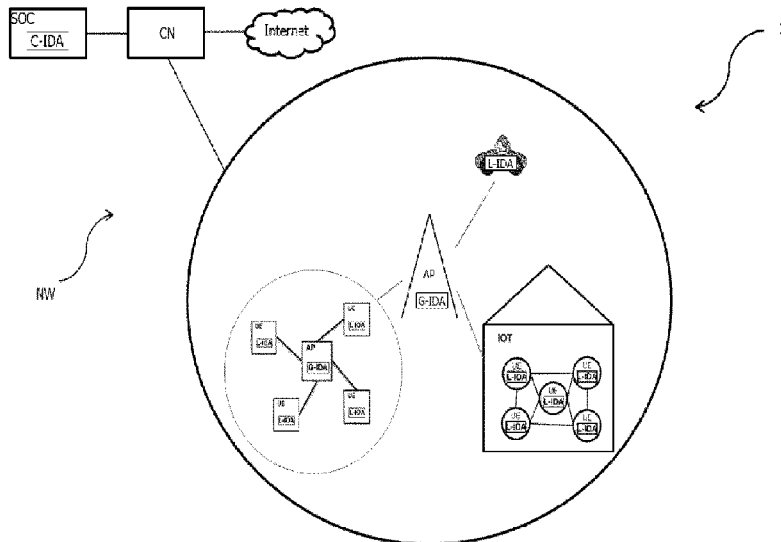 SOC
C-IDA
CN
Internet
L-IDA
NW
AP
G-IDA
UE
L-IDA
UE
L-IDA
AP
G-IDA
UE
L-IDA
UE
L-IDA
IOT
UE
L-IDA
UE
L-IDA
UE
L-IDA
UE
L-IDA
UE
L-IDA